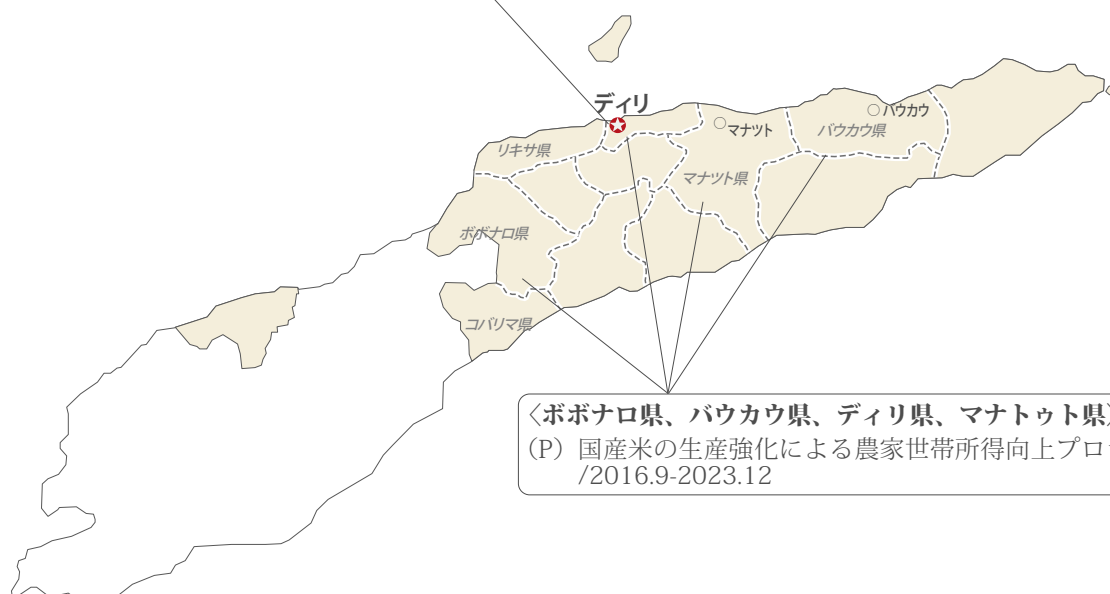 ディリ
バウカウ
マナツト
バウカウ県
リキサ県
マナツト県
ボボナロ県
コバリマ県
〈ボボナロ県、バウカウ県、ディリ県、マナトゥト県〉
(P) 国産米の生産強化による農家世帯所得向上プロ
/2016.9-2023.12